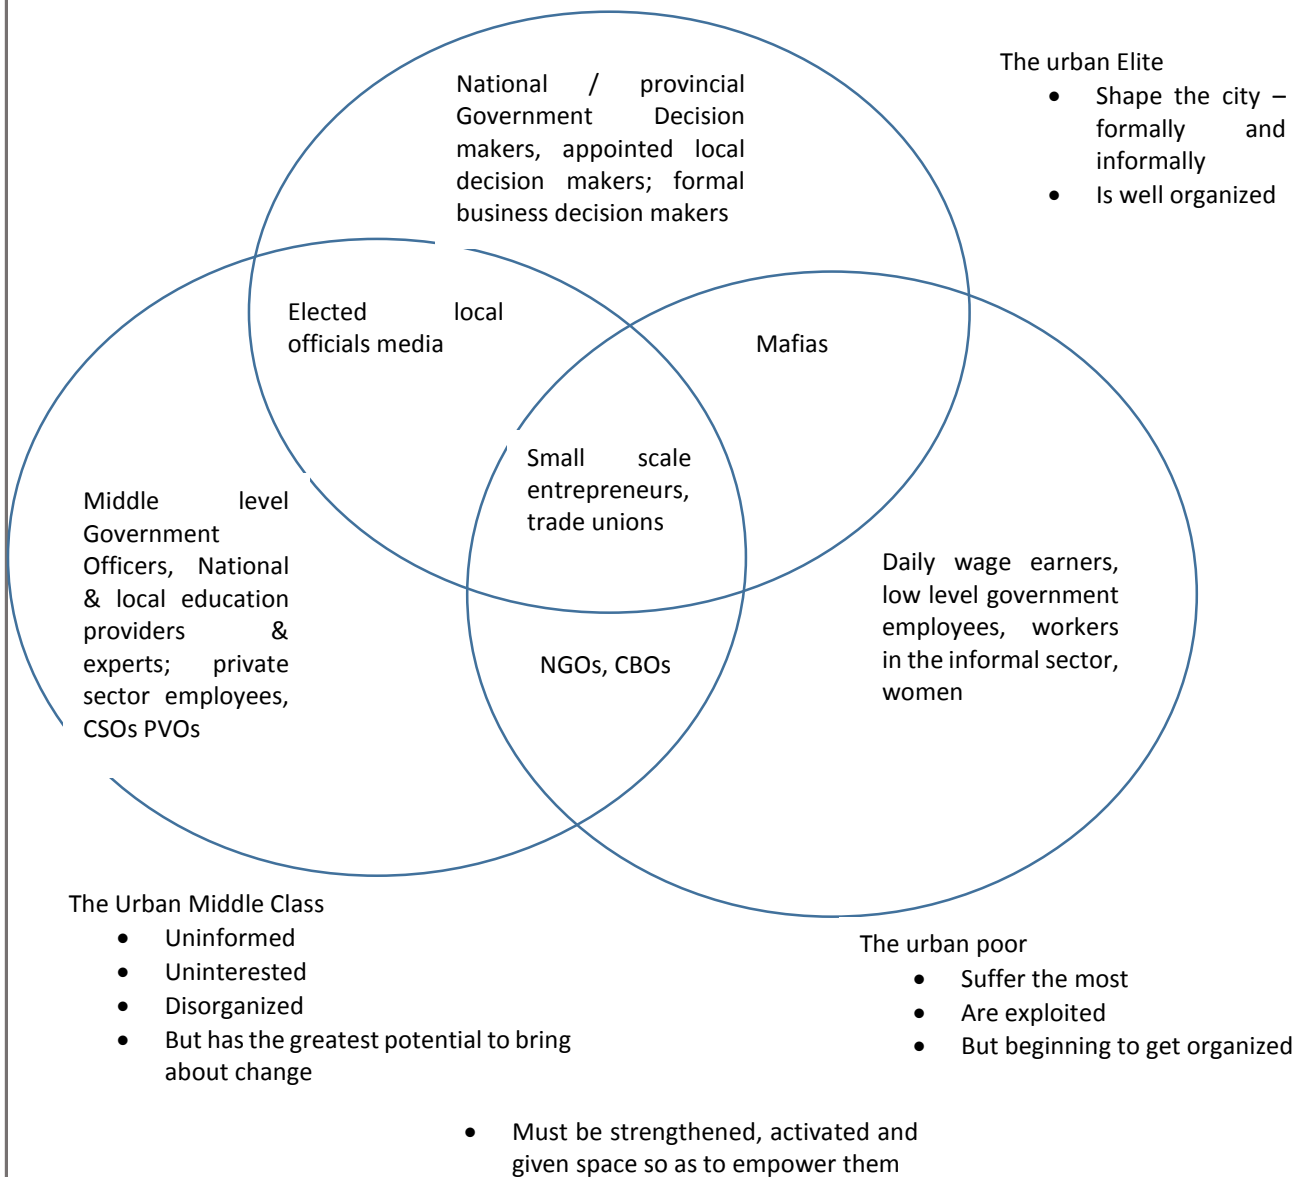 National / provincial
Government Decision
makers, appointed local
decision makers; formal
business decision makers
The urban Elite
• Shape the city –
formally and
informally
• Is well organized
Elected local
officials media
Mafias
Small scale
entrepreneurs,
trade unions
Middle level
Government
Officers, National
& local education
providers &
experts; private
sector employees,
CSOs PVOs
Daily wage earners,
low level government
employees, workers
in the informal sector,
women
NGOs, CBOs
The Urban Middle Class
• Uninformed
• Uninterested
• Disorganized
• But has the greatest potential to bring
about change
The urban poor
• Suffer the most
• Are exploited
• But beginning to get organized
• Must be strengthened, activated and
given space so as to empower them